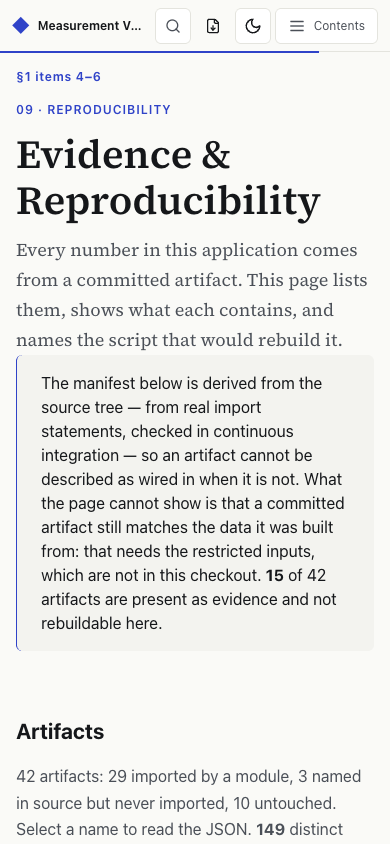 Measurement V...
Contents
§1 items 4–6
09 · REPRODUCIBILITY
Evidence &
Reproducibility
Every number in this application comes
from a committed artifact. This page lists
them, shows what each contains, and
names the script that would rebuild it.
The manifest below is derived from the
source tree — from real import
statements, checked in continuous
integration — so an artifact cannot be
described as wired in when it is not. What
the page cannot show is that a committed
artifact still matches the data it was built
from: that needs the restricted inputs,
which are not in this checkout. 15 of 42
artifacts are present as evidence and not
rebuildable here.
Artifacts
42 artifacts: 29 imported by a module, 3 named
in source but never imported, 10 untouched.
Select a name to read the JSON. 149 distinct